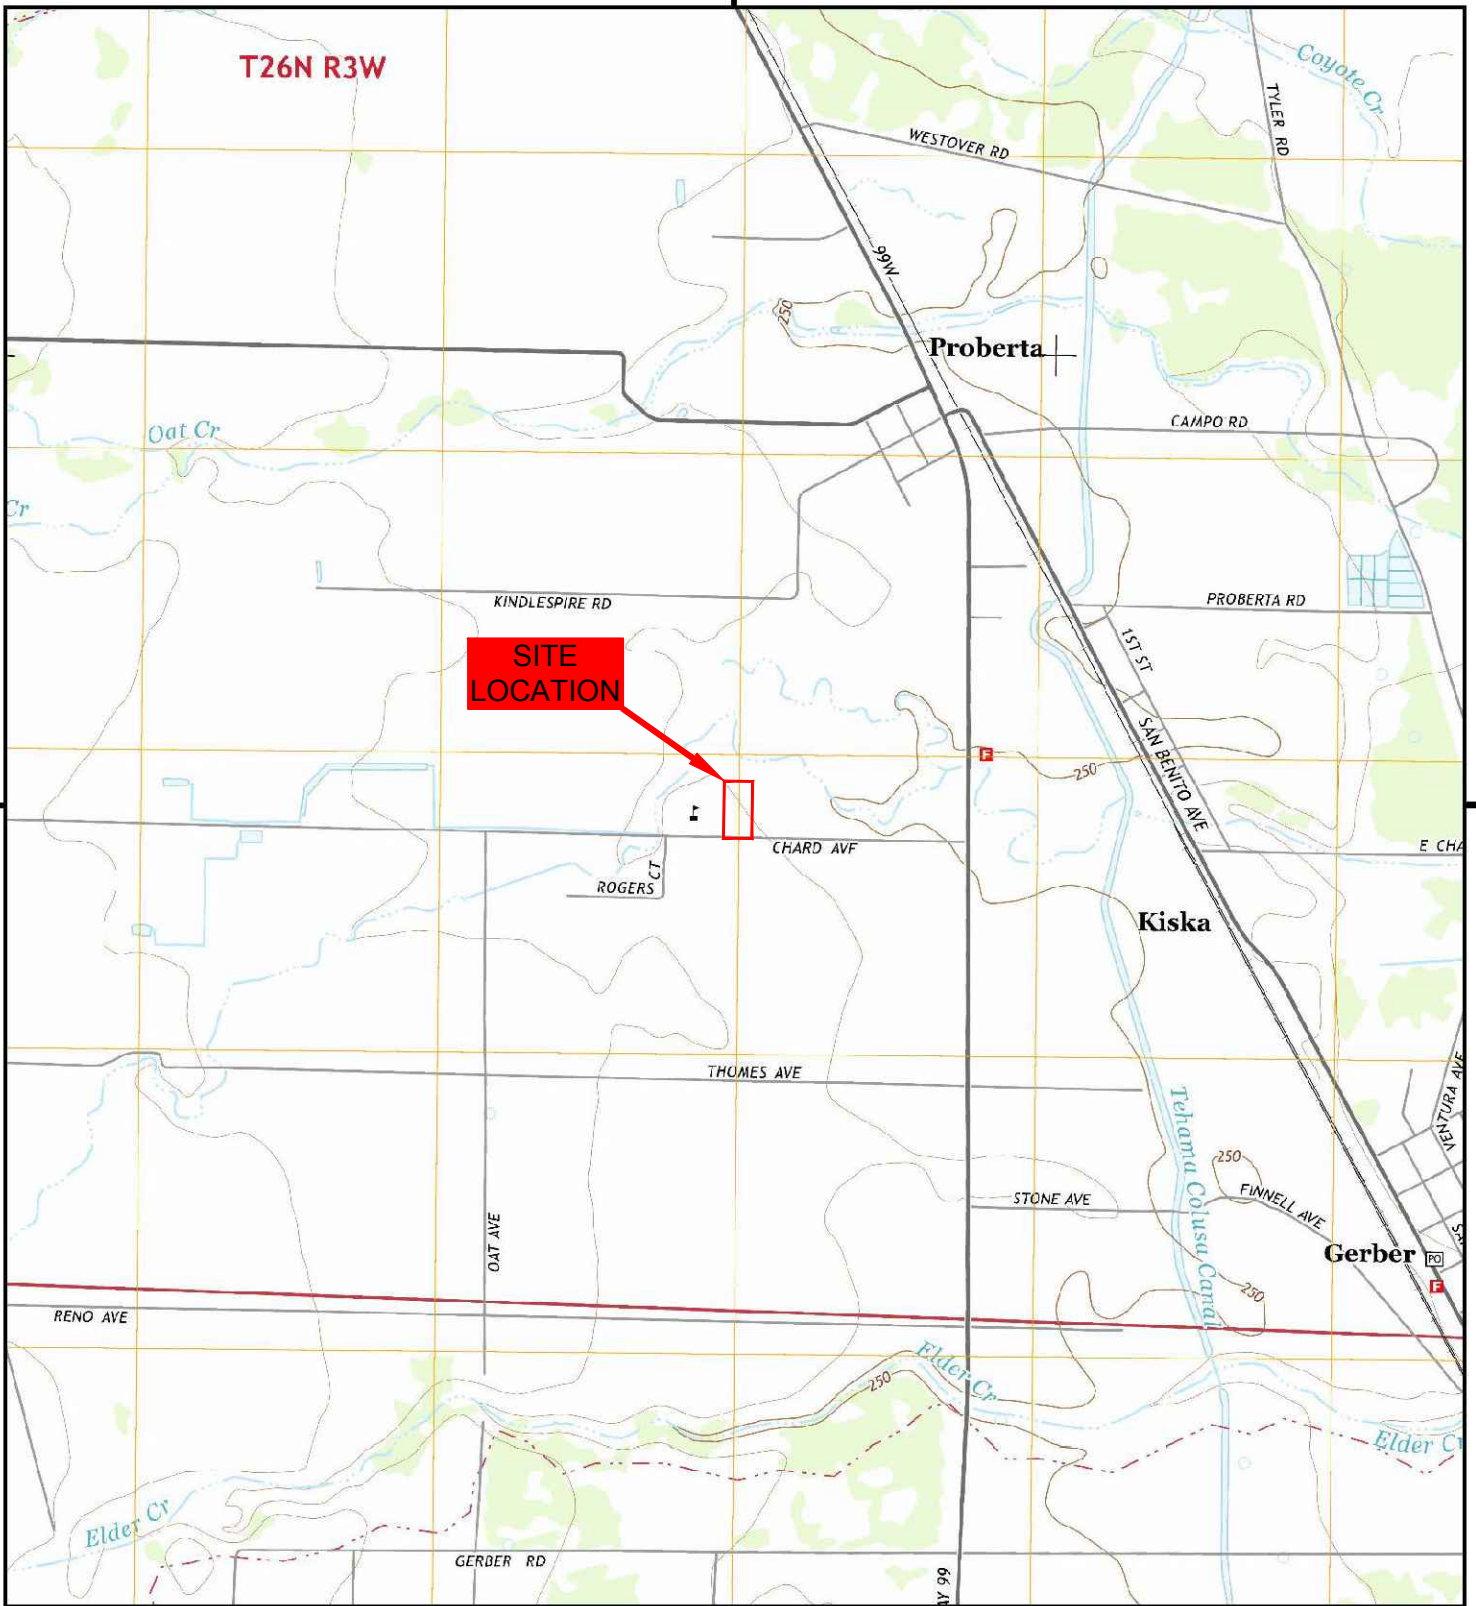 T26N R3W
Coyote Cr
TYLER RD
WESTOVER RD
99W
250
Proberta
CAMPO RD
Oat Cr
Cr
KINDLESPIRE RD
PROBERTA RD
1ST ST
SITE
LOCATION
SAN BENITO AVE
F
250
CHARD AVE
E CHA
ROGERS CT
Kiska
THOMES AVE
VENTURA AVE
Tehama Colusa Canal
250
STONE AVE
FINNELL AVE
OAT AVE
SA
Gerber
PO
F
250
RENO AVE
Elder Cr
250
Elder Cr
Elder Cr
GERBER RD
AY 99